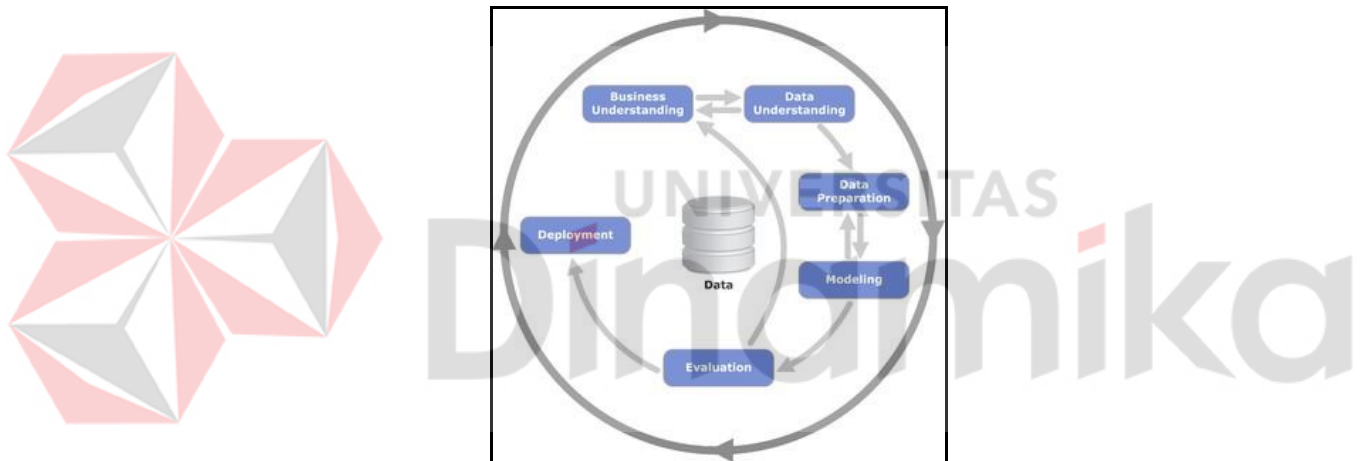 Business
Understanding
Data
Understanding
Data
Preparation
UNIVERSITAS
Deployment
Data
Modeling
Evaluation
Dinamika